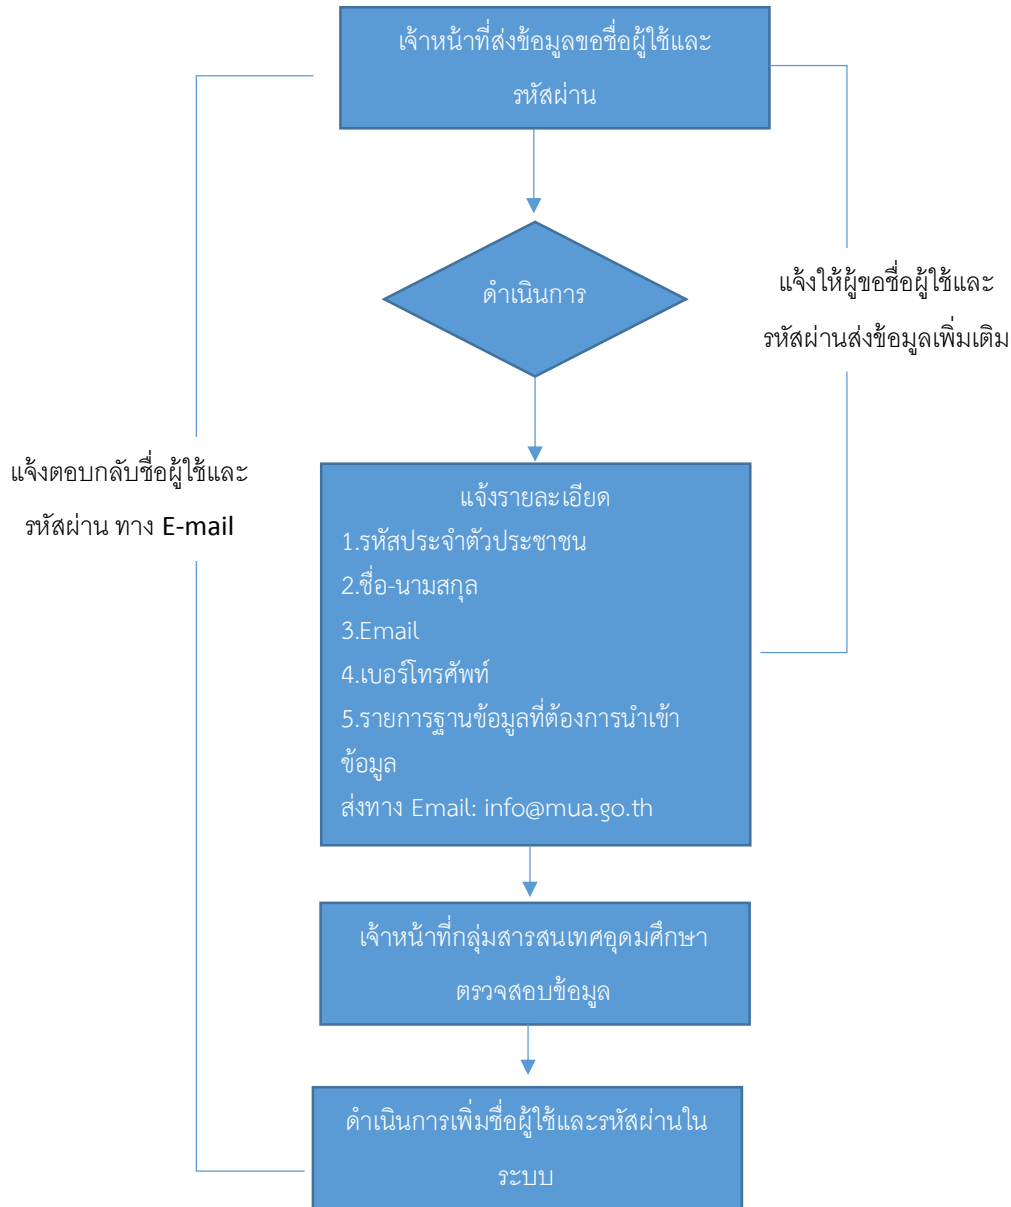 เจ้าหน้าที่ส่งข้อมูลขอชื่อผู้ใช้และ
รหัสผ่าน
ดำเนินการ
แจ้งให้ผู้ขอชื่อผู้ใช้และ
รหัสผ่านส่งข้อมูลเพิ่มเติม
แจ้งตอบกลับชื่อผู้ใช้และ
รหัสผ่าน ทาง E-mail
แจ้งรายละเอียด
1.รหัสประจำตัวประชาชน
2.ชื่อ-นามสกุล
3.Email
4.เบอร์โทรศัพท์
5.รายการฐานข้อมูลที่ต้องการนำเข้า
ข้อมูล
ส่งทาง Email: info@mua.go.th
เจ้าหน้าที่กลุ่มสารสนเทศอุดมศึกษา
ตรวจสอบข้อมูล
ดำเนินการเพิ่มชื่อผู้ใช้และรหัสผ่านใน
ระบบ